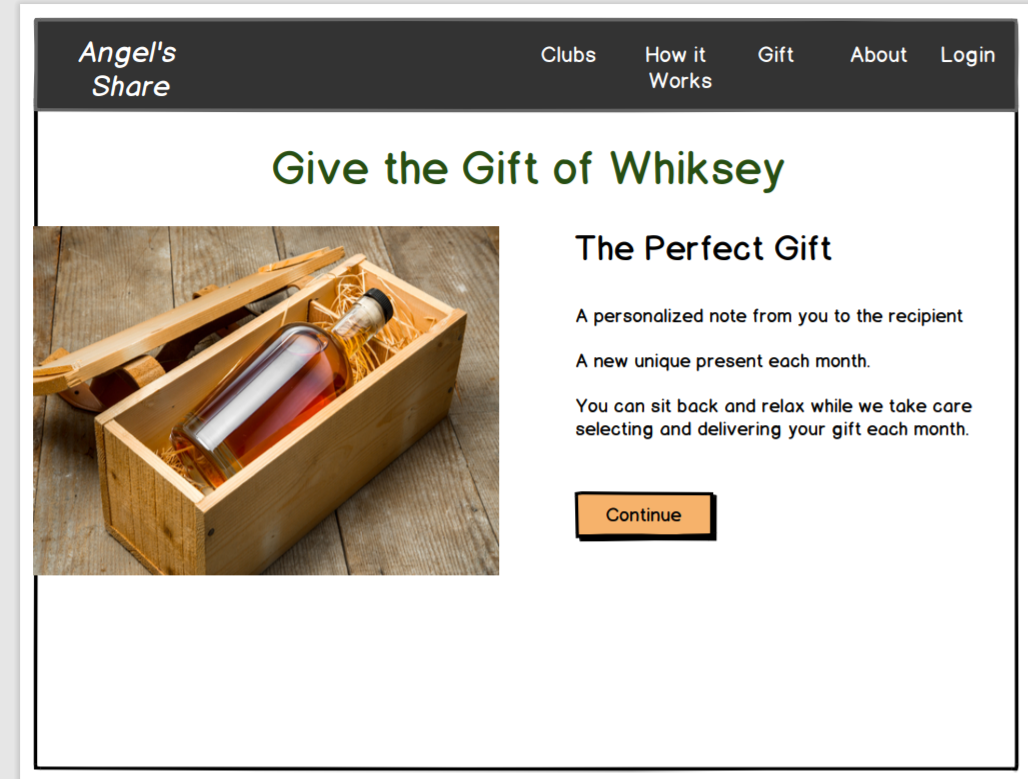 Angel's
Share
Clubs
How it
Works
Gift
About
Login
Give the Gift of Whiksey
The Perfect Gift
A personalized note from you to the recipient
A new unique present each month.
You can sit back and relax while we take care
selecting and delivering your gift each month.
Continue